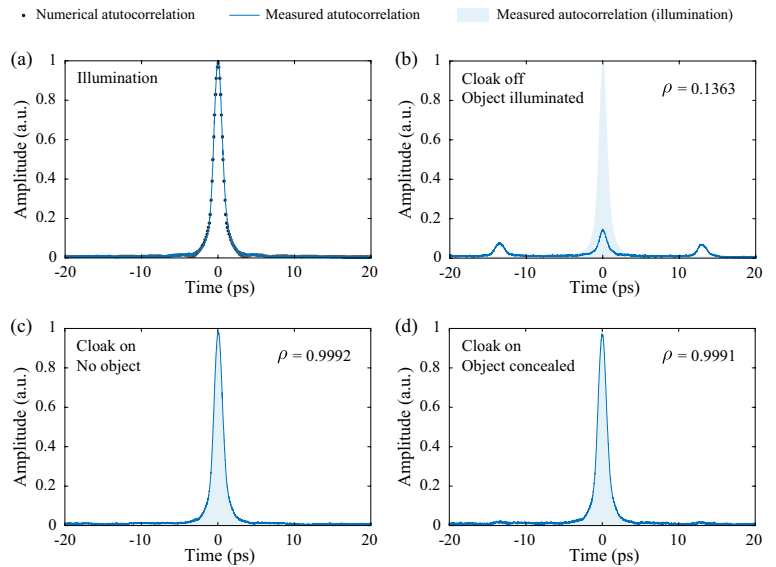 Numerical atutocorrelation
Measured atutocorrelation
Measured autocorrelation (illumination)
(a)
Illumination
1
0.8
0.6
0.4
0.2
0
-20
-10
0
10
20
Amplitude (a.u.)
Time (ps)
(b)
Cloak off
Object illuminated
ρ = 0.1363
1
0.8
0.6
0.4
0.2
0
-20
-10
0
10
20
Amplitude (a.u.)
Time (ps)
(c)
Cloak on
No object
ρ = 0.9992
1
0.8
0.6
0.4
0.2
0
-20
-10
0
10
20
Amplitude (a.u.)
Time (ps)
(d)
Cloak on
Object concealed
ρ = 0.9991
1
0.8
0.6
0.4
0.2
0
-20
-10
0
10
20
Amplitude (a.u.)
Time (ps)